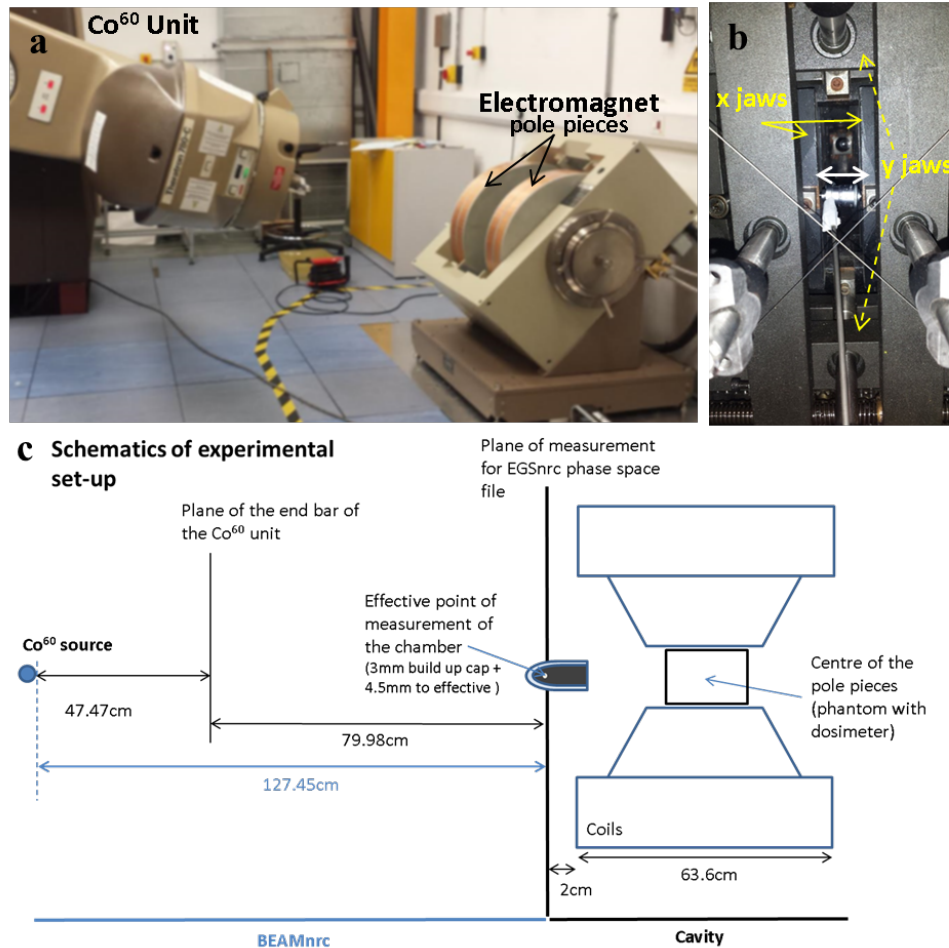 Co⁶⁰ Unit
a
Electromagnet
pole pieces
Theratron 780-C
b
x jaws
y jaws
c Schematics of experimental
set-up
Plane of measurement
for EGSnrc phase space
file
Plane of the end bar of
the Co⁶⁰ unit
Effective point of
measurement of
the chamber
(3mm build up cap +
4.5mm to effective )
Co⁶⁰ source
47.47cm
79.98cm
127.45cm
Centre of the
pole pieces
(phantom with
dosimeter)
Coils
2cm
63.6cm
BEAMnrc
Cavity